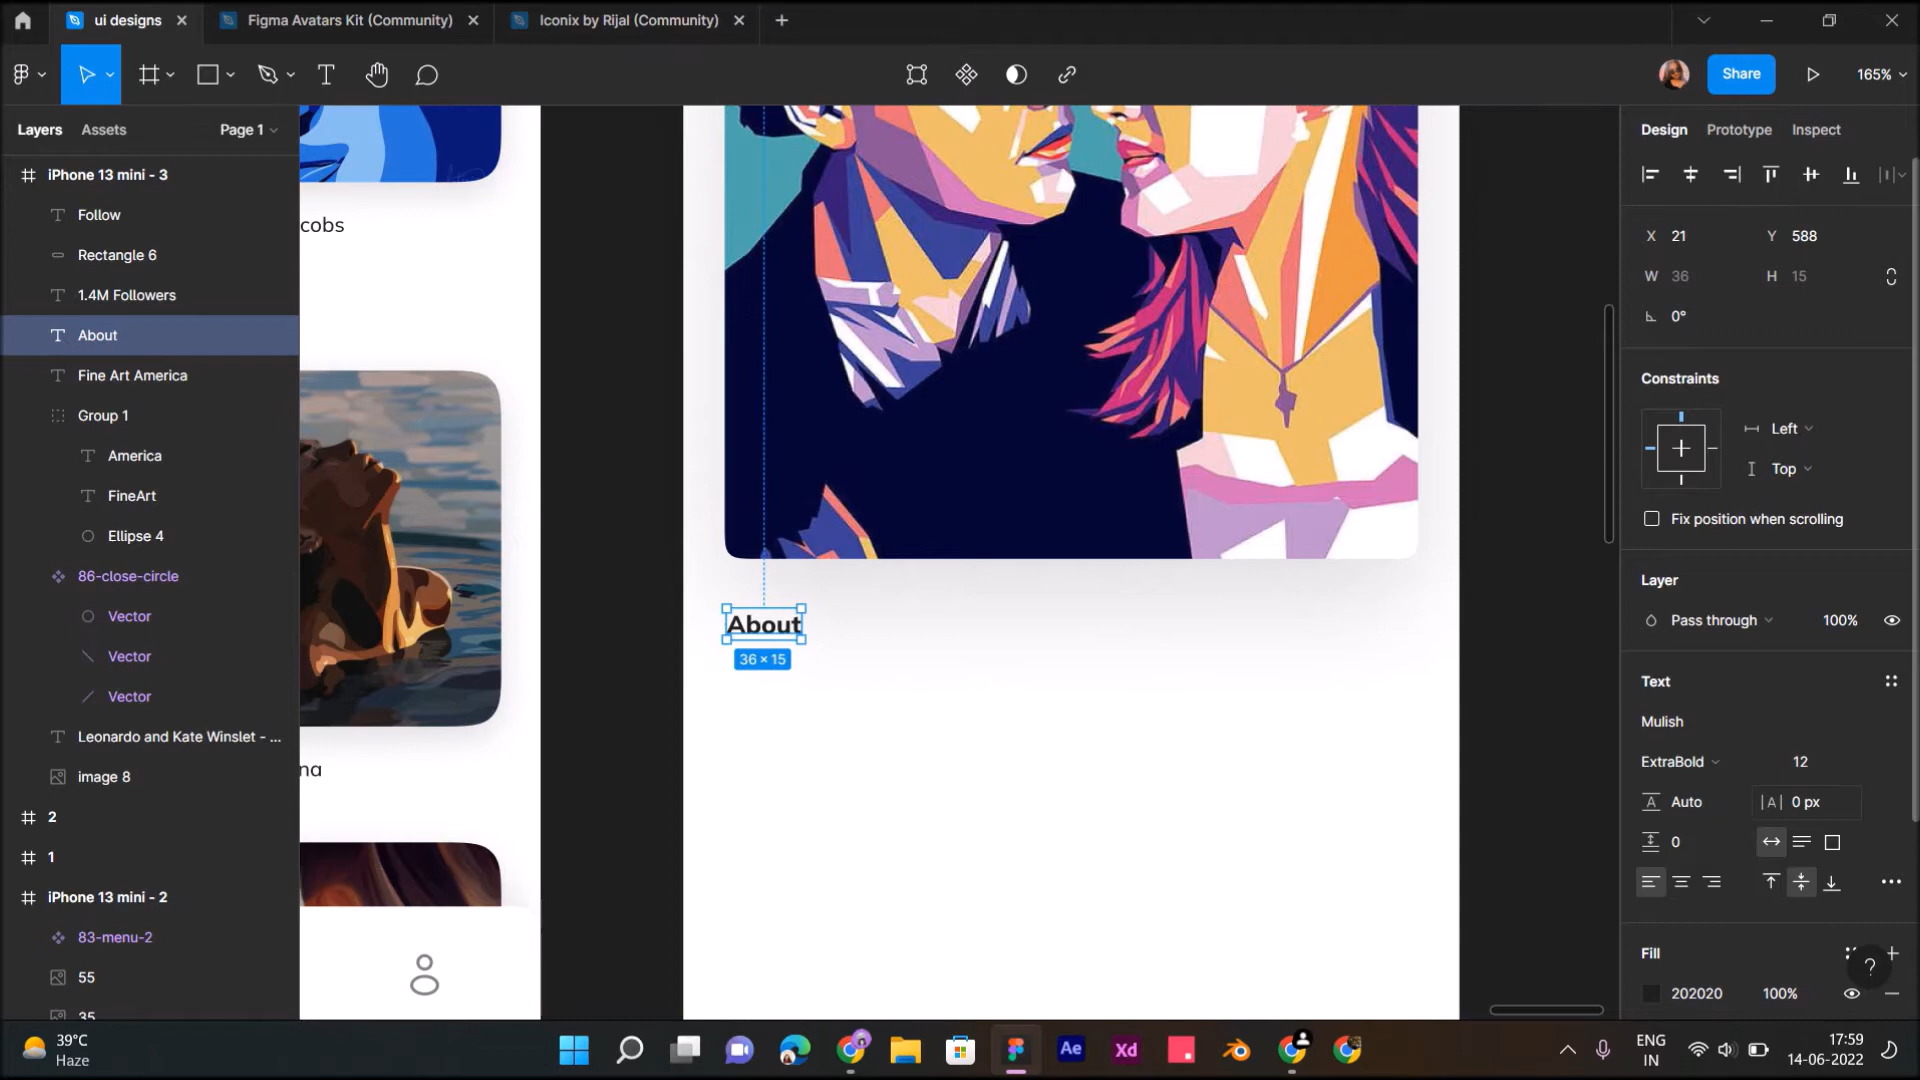 ui designs
Figma Avatars Kit (Community)
Iconix by Rijal (Community)
Share
165%
Layers
Assets
Page 1
iPhone 13 mini - 3
Follow
Rectangle 6
1.4M Followers
About
Fine Art America
Group 1
America
FineArt
Ellipse 4
86-close-circle
Vector
Vector
Vector
Leonardo and Kate Winslet - ...
image 8
2
1
iPhone 13 mini - 2
83-menu-2
55
35
cobs
na
About
36 × 15
Design
Prototype
Inspect
X 21
Y 588
W 36
H 15
0°
Constraints
Left
Top
Fix position when scrolling
Layer
Pass through
100%
Text
Mulish
ExtraBold
12
Auto
|A| 0 px
0
Fill
?
202020
100%
39°C
Haze
Ae
Xd
ENG
IN
17:59
14-06-2022